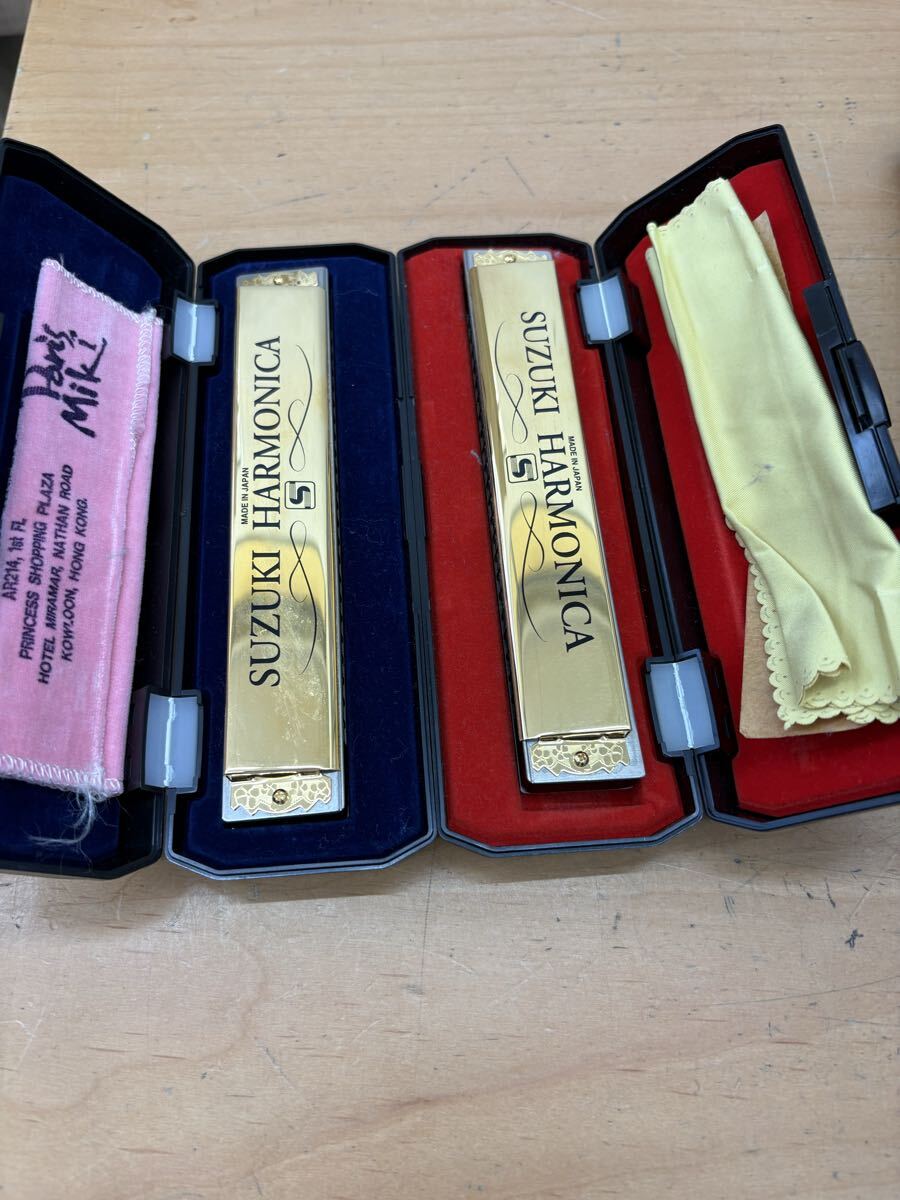 Paris
Miki
AR214, 1st FL
PRINCESS SHOPPING PLAZA
HOTEL MIRAMAR, NATHAN ROAD
KOWLOON, HONG KONG.
MADE IN JAPAN
SUZUKI HARMONICA
S
SUZUKI HARMONICA
MADE IN JAPAN
S